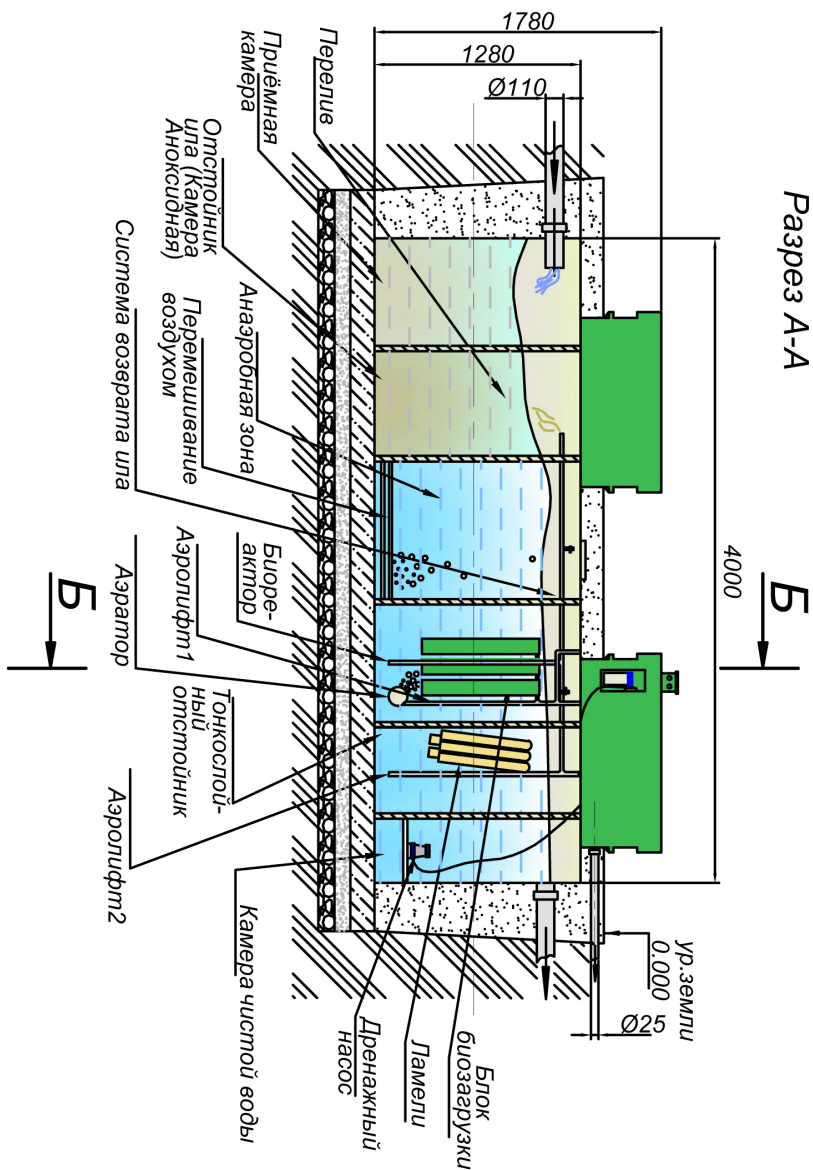 Разрез А-А
1780
1280
Ø110
4000
Б
Б
ур.земли
0.000
Ø25
Перелив
Приёмная
камера
Отстойник
ила (Камера
Аноксидная)
Анаэробная зона
Перемешивание
воздухом
Система возврата ила
Биоре-
актор
Аэролифт1
Аэратор
Тонкослой-
ный
отстойник
Аэролифт2
Камера чистой воды
Дренажный
насос
Ламели
Блок
биозагрузки